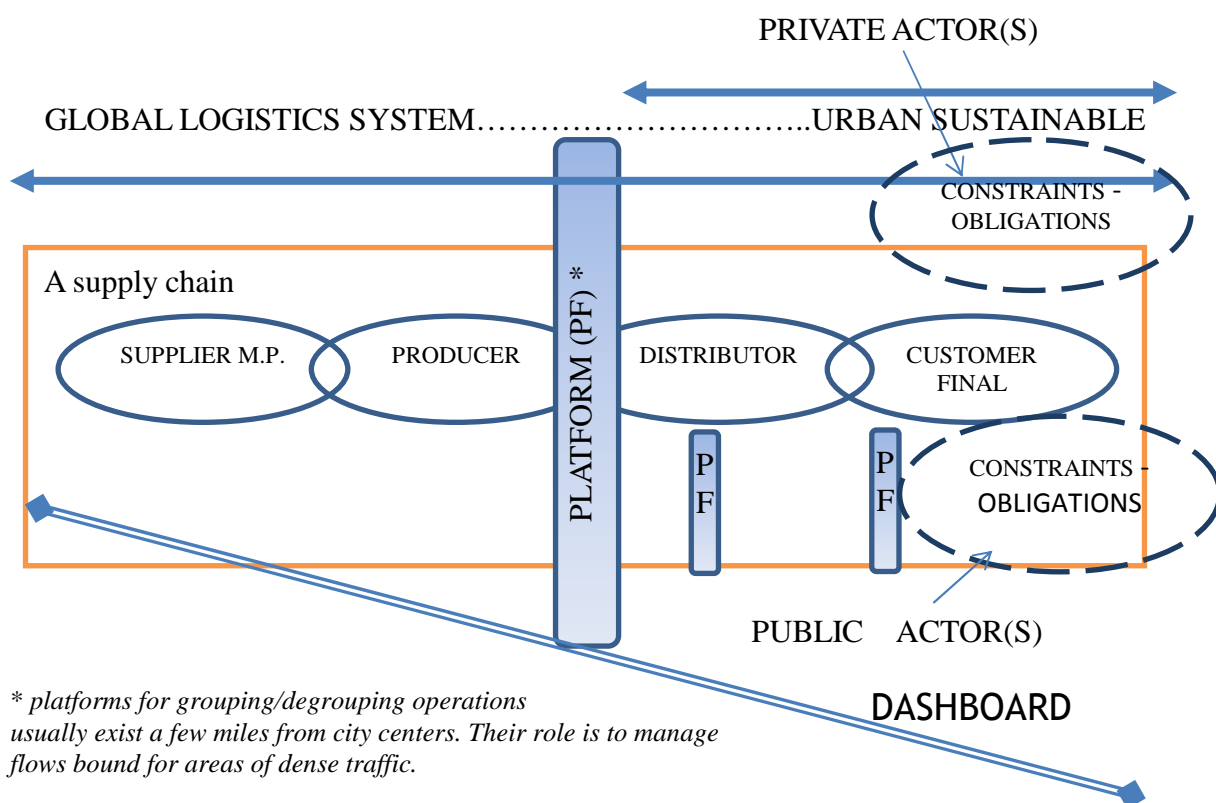 PRIVATE ACTOR(S)
GLOBAL LOGISTICS SYSTEM…………………………..URBAN SUSTAINABLE
CONSTRAINTS -
OBLIGATIONS
A supply chain
PLATFORM (PF) *
SUPPLIER M.P.
PRODUCER
DISTRIBUTOR
CUSTOMER
FINAL
P
F
P
F
CONSTRAINTS -
OBLIGATIONS
PUBLIC ACTOR(S)
DASHBOARD
* platforms for grouping/degrouping operations
usually exist a few miles from city centers. Their role is to manage
flows bound for areas of dense traffic.